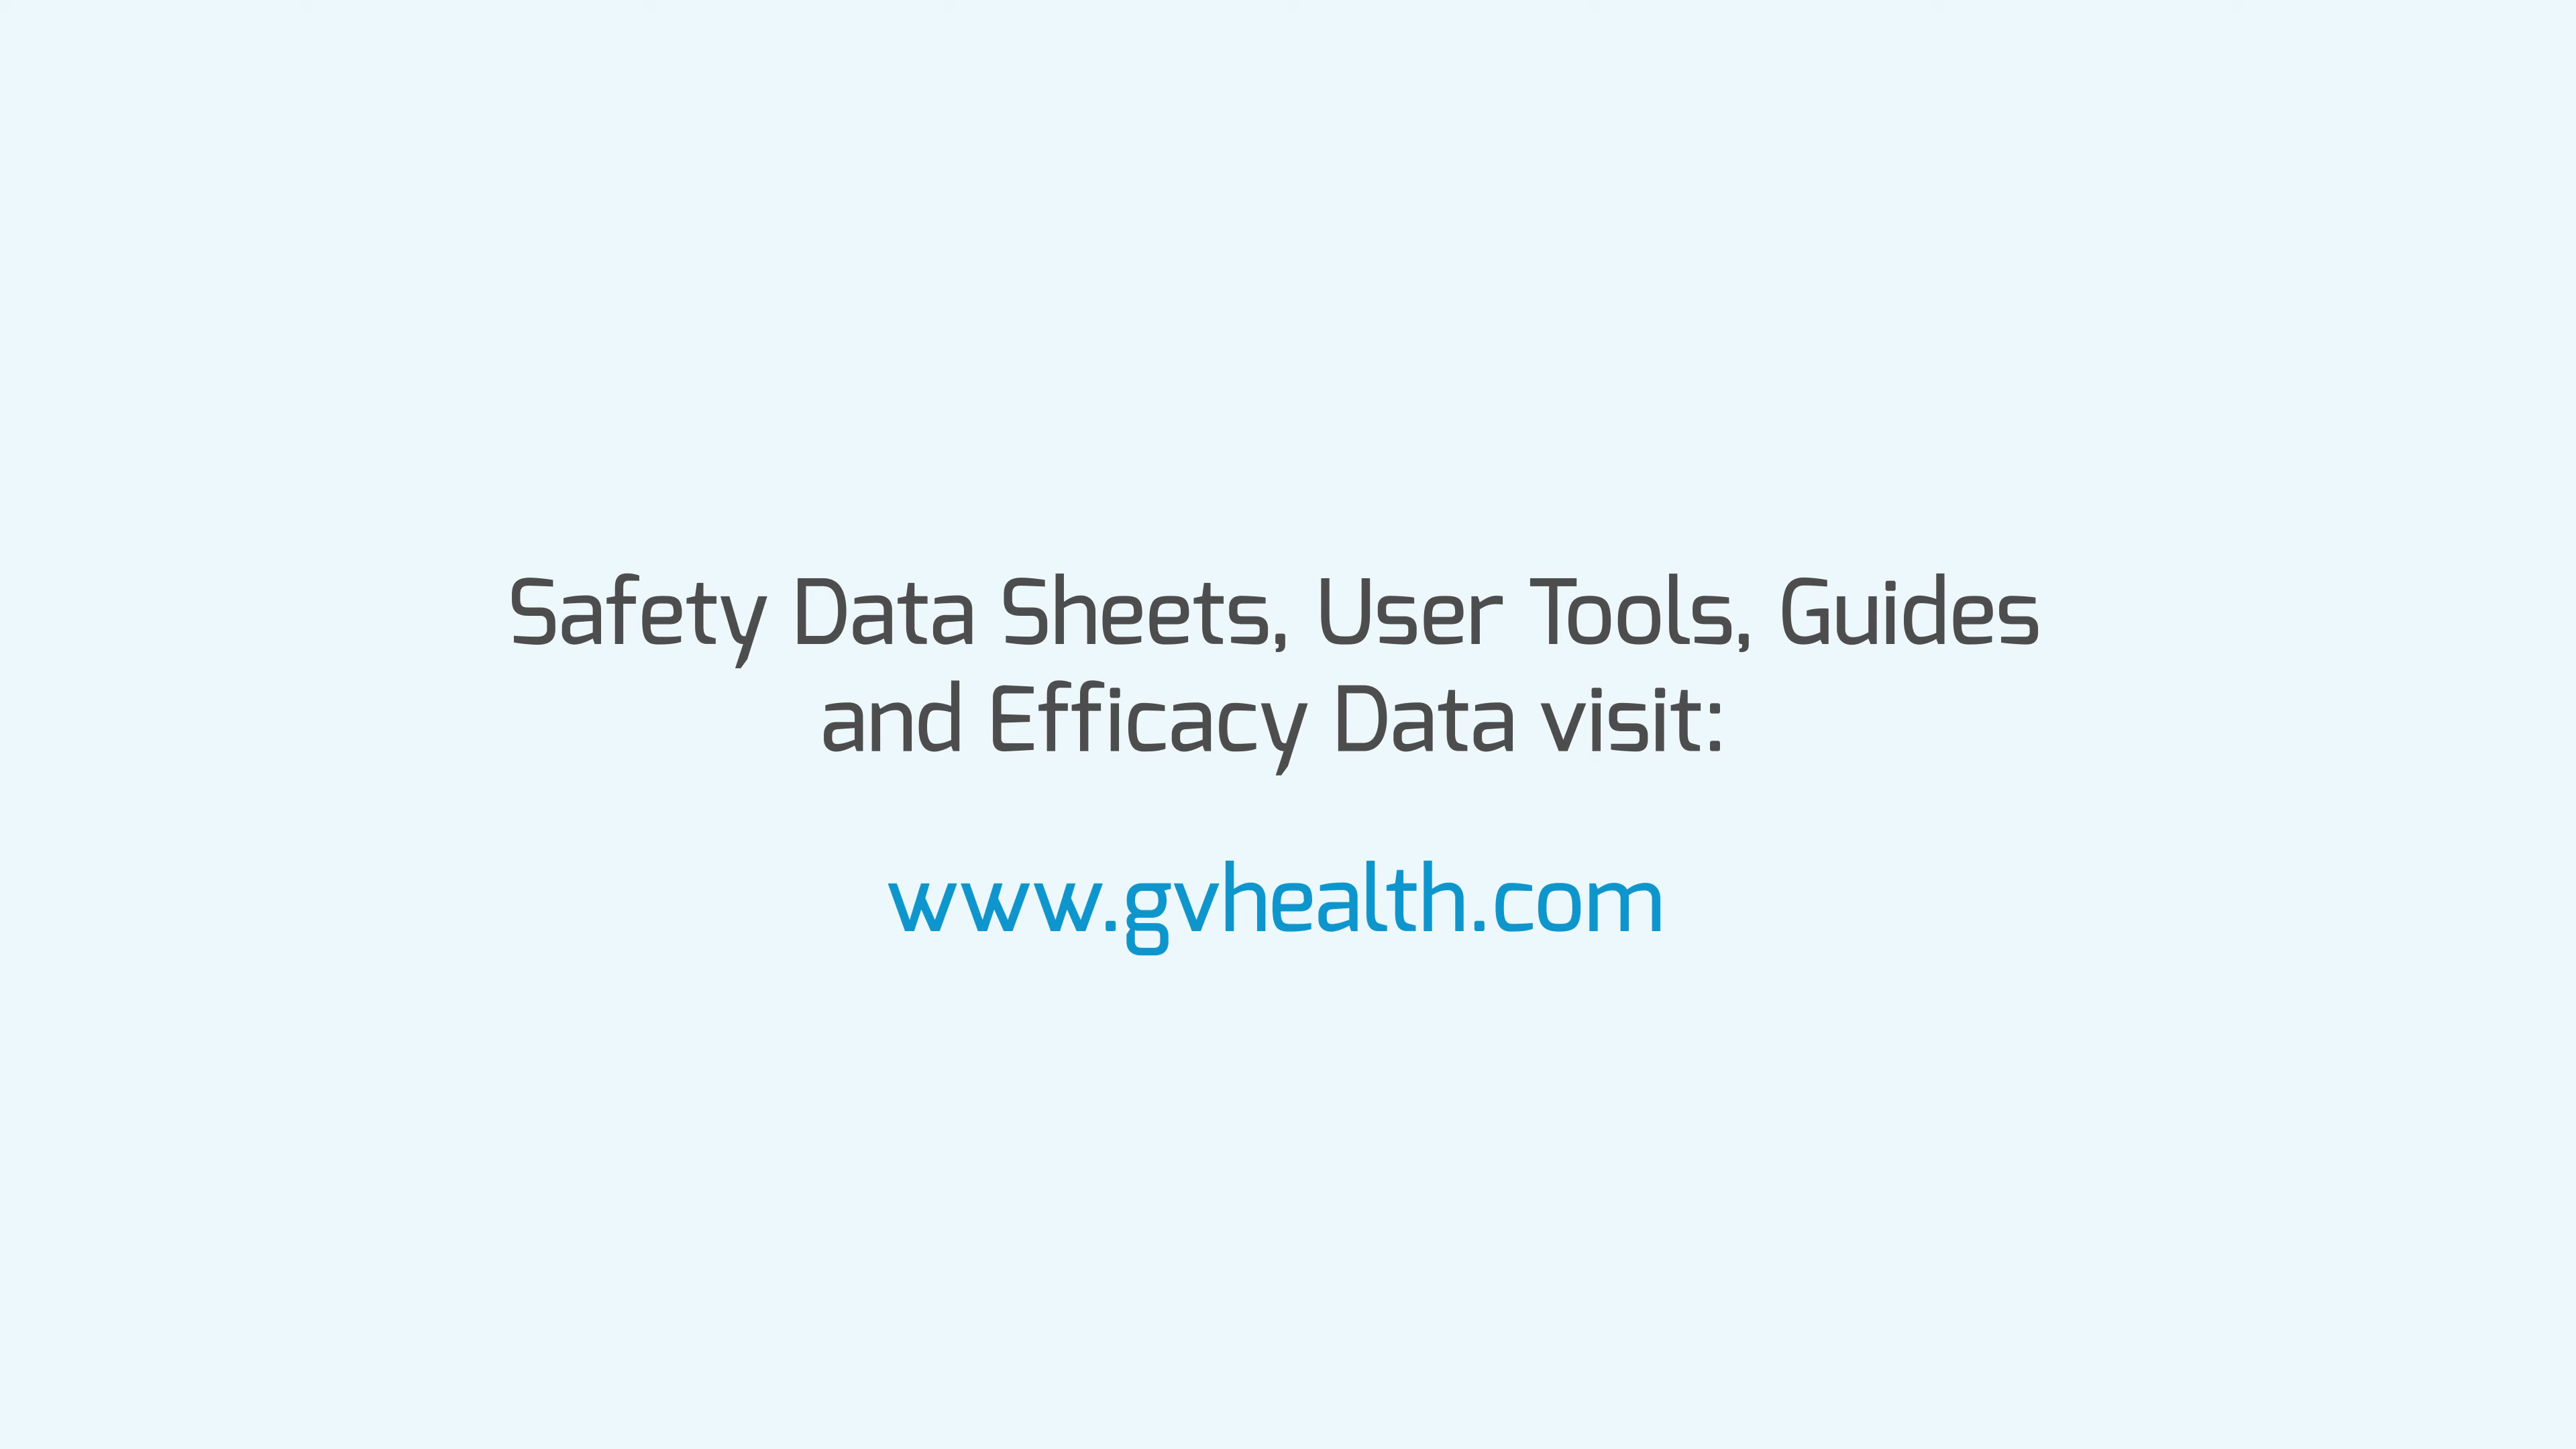 Safety Data Sheets, User Tools, Guides
and Efficacy Data visit:
www.gvhealth.com